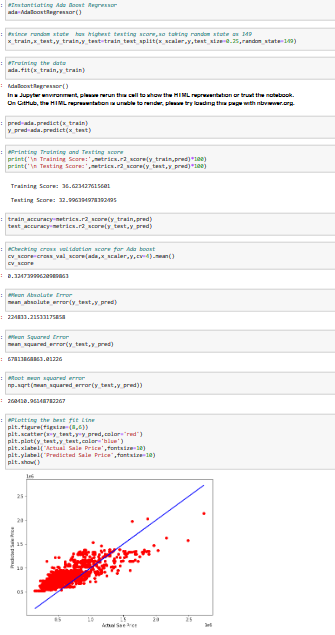 #Instantiating Ada Boost Regressor
ada=AdaBoostRegressor()
#since random state has highest testing score,so taking random state as 149
x_train,x_test,y_train,y_test=train_test_split(x_scaler,y,test_size=0.25,random_state=149)
#Training the data
ada.fit(x_train,y_train)
AdaBoostRegressor()
In a Jupyter environment, please rerun this cell to show the HTML representation or trust the notebook.
On GitHub, the HTML representation is unable to render, please try loading this page with nbviewer.org.
pred=ada.predict(x_train)
y_pred=ada.predict(x_test)
#Printing Training and Testing score
print('\n Training Score:',metrics.r2_score(y_train,pred)*100)
print('\n Testing Score:',metrics.r2_score(y_test,y_pred)*100)
Training Score: 36.623427615601
Testing Score: 32.996394978392495
train_accuracy=metrics.r2_score(y_train,pred)
test_accuracy=metrics.r2_score(y_test,y_pred)
#Checking cross validation score for Ada boost
cv_score=cross_val_score(ada,x_scaler,y,cv=4).mean()
cv_score
0.32473999620989863
#Mean Absolute Error
mean_absolute_error(y_test,y_pred)
224833.21533175858
#Mean Squared Error
mean_squared_error(y_test,y_pred)
67813868863.01226
#Root mean squared error
np.sqrt(mean_squared_error(y_test,y_pred))
260410.96148782267
#Plotting the best fit line
plt.figure(figsize=(8,6))
plt.scatter(x=y_test,y=y_pred,color='red')
plt.plot(y_test,y_test,color='blue')
plt.xlabel('Actual Sale Price',fontsize=10)
plt.ylabel('Predicted Sale Price',fontsize=10)
plt.show()
1e6
2.5
2.0
1.5
1.0
0.5
Predicted Sale Price
0.5 1.0 1.5 2.0 2.5
Actual Sale Price
1e6